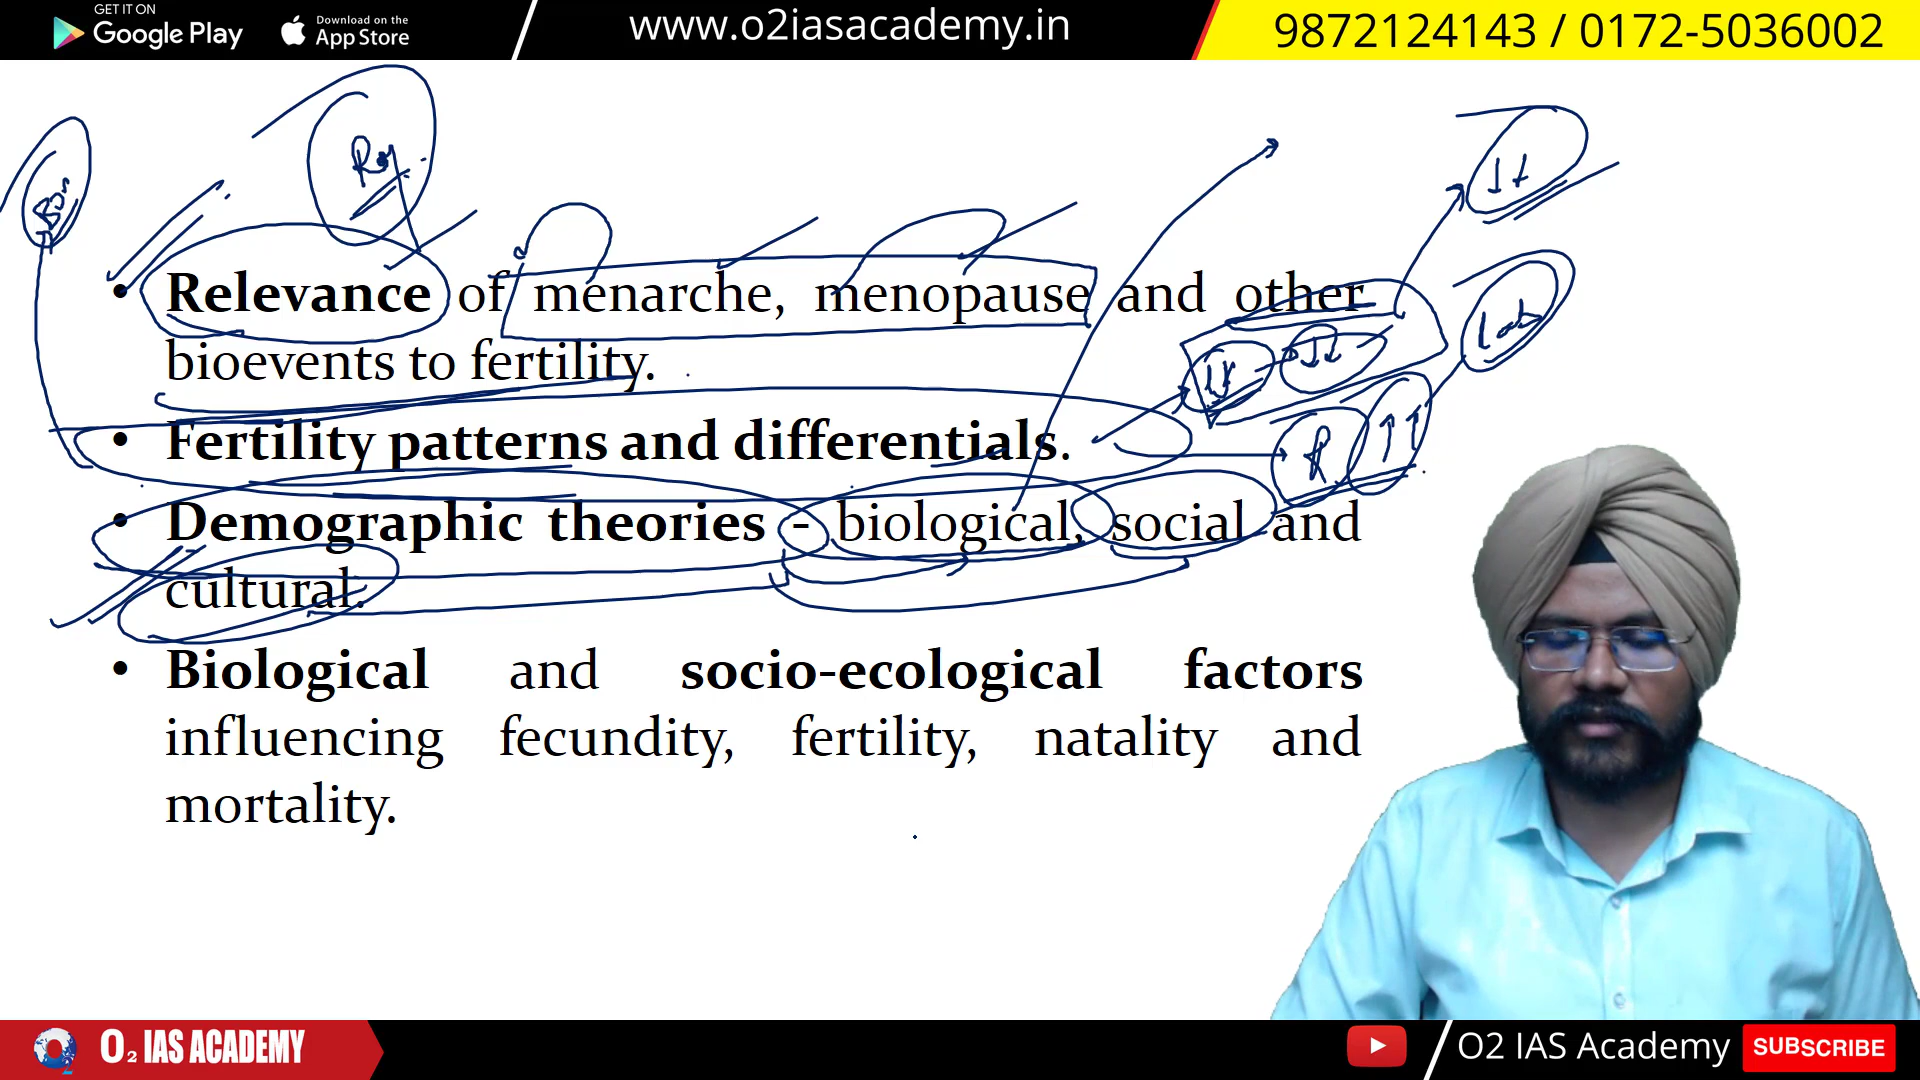 GET IT ON
Google Play
Download on the
App Store
www.o2iasacademy.in
9872124143 / 0172-5036002
• Relevance of menarche, menopause and other
bioevents to fertility.
• Fertility patterns and differentials.
• Demographic theories - biological, social and
cultural.
• Biological and socio-ecological factors
influencing fecundity, fertility, natality and
mortality.
O2 IAS ACADEMY
O2 IAS Academy
SUBSCRIBE